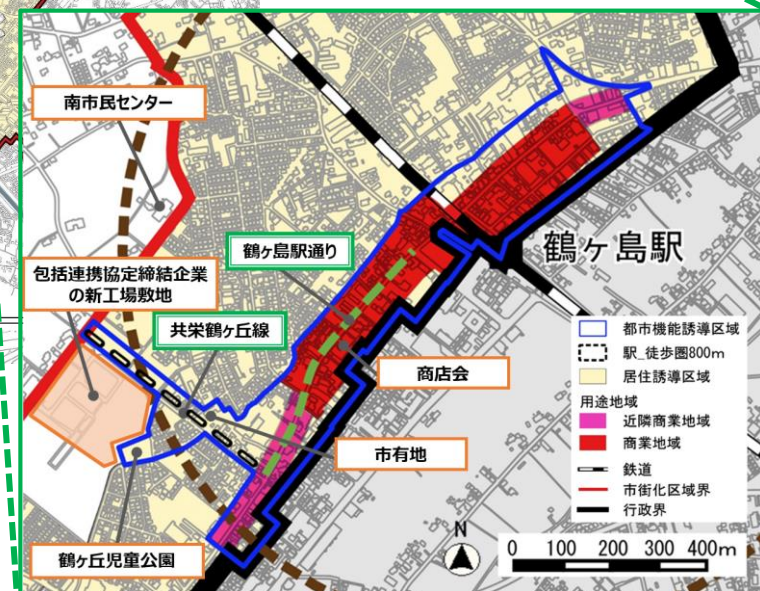 南市民センター
鶴ヶ島駅通り
包括連携協定締結企業
の新工場敷地
共栄鶴ヶ丘線
鶴ヶ島駅
商店会
市有地
鶴ヶ丘児童公園
都市機能誘導区域
駅_徒歩圏800m
居住誘導区域
用途地域
近隣商業地域
商業地域
鉄道
市街化区域界
行政界
N
0 100 200 300 400m